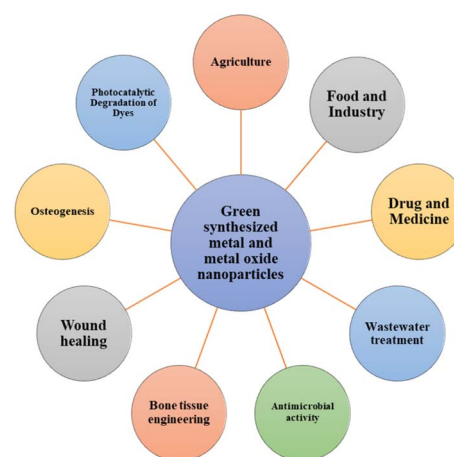 Agriculture
Food and
Industry
Drug and
Medicine
Wastewater
treatment
Antimicrobial
activity
Bone tissue
engineering
Wound
healing
Osteogenesis
Photocatalytic
Degradation of
Dyes
Green
synthesized
metal and
metal oxide
nanoparticles